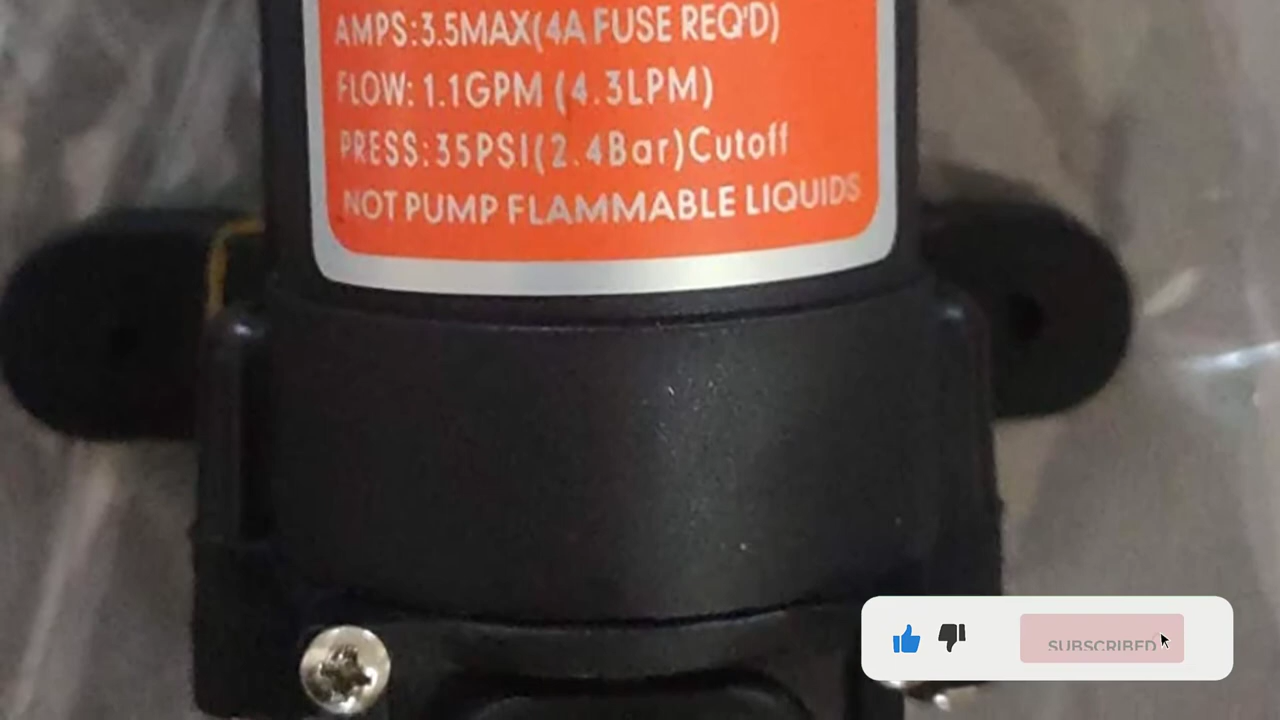 AMPS:3.5MAX(4A FUSE REQ'D)
FLOW: 1.1GPM (4.3LPM)
PRESS:35PSI(2.4Bar)Cutoff
NOT PUMP FLAMMABLE LIQUIDS
SUBSCRIBED